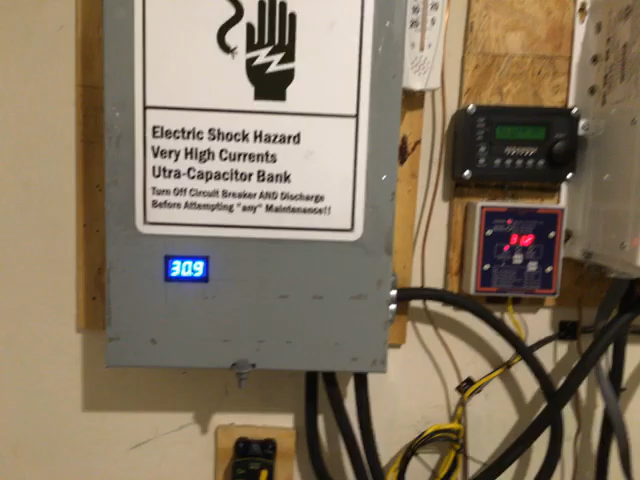 Electric Shock Hazard
Very High Currents
Utra-Capacitor Bank
Turn Off Circuit Breaker AND Discharge
Before Attempting "any" Maintenance!!
30.9